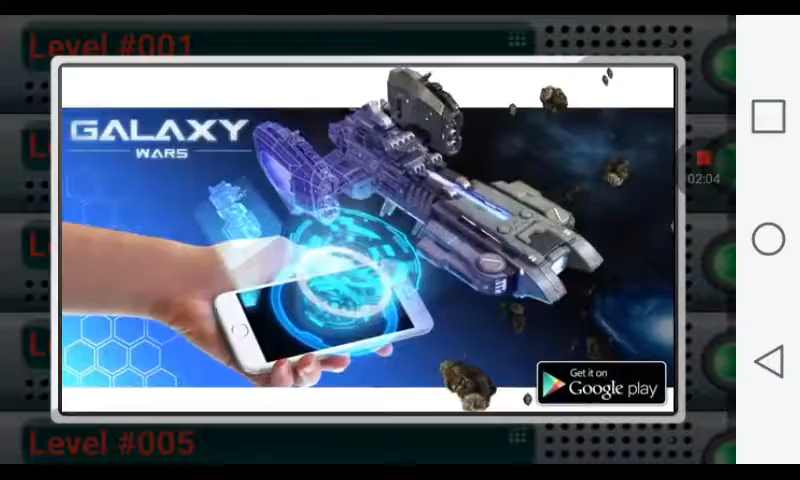 Level #001
GALAXY
WARS
02:04
L
L
L
Get it on
Google play
Level #005